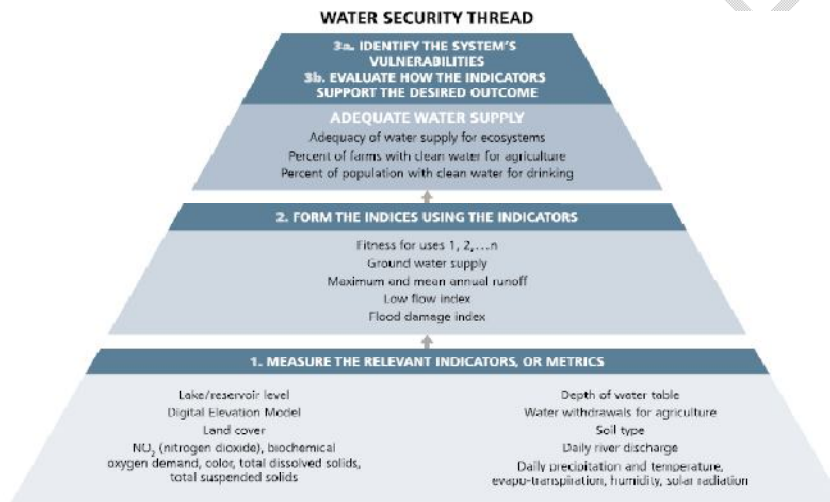 WATER SECURITY THREAD
3a. IDENTIFY THE SYSTEM'S
VULNERABILITIES
3b. EVALUATE HOW THE INDICATORS
SUPPORT THE DESIRED OUTCOME
ADEQUATE WATER SUPPLY
Adequacy of water supply for ecosystems
Percent of farms with clean water for agriculture
Percent of population with clean water for drinking
2. FORM THE INDICES USING THE INDICATORS
Fitness for uses 1, 2,...n
Ground water supply
Maximum and mean annual runoff
Low flow index
Flood damage index
1. MEASURE THE RELEVANT INDICATORS, OR METRICS
Lake/reservoir level
Digital Elevation Model
Land cover
NO₂ (nitrogen dioxide), biochemical
oxygen demand, color, total dissolved solids,
total suspended solids
Depth of water table
Water withdrawals for agriculture
Soil type
Daily river discharge
Daily precipitation and temperature,
evapo-transpiration, humidity, solar radiation